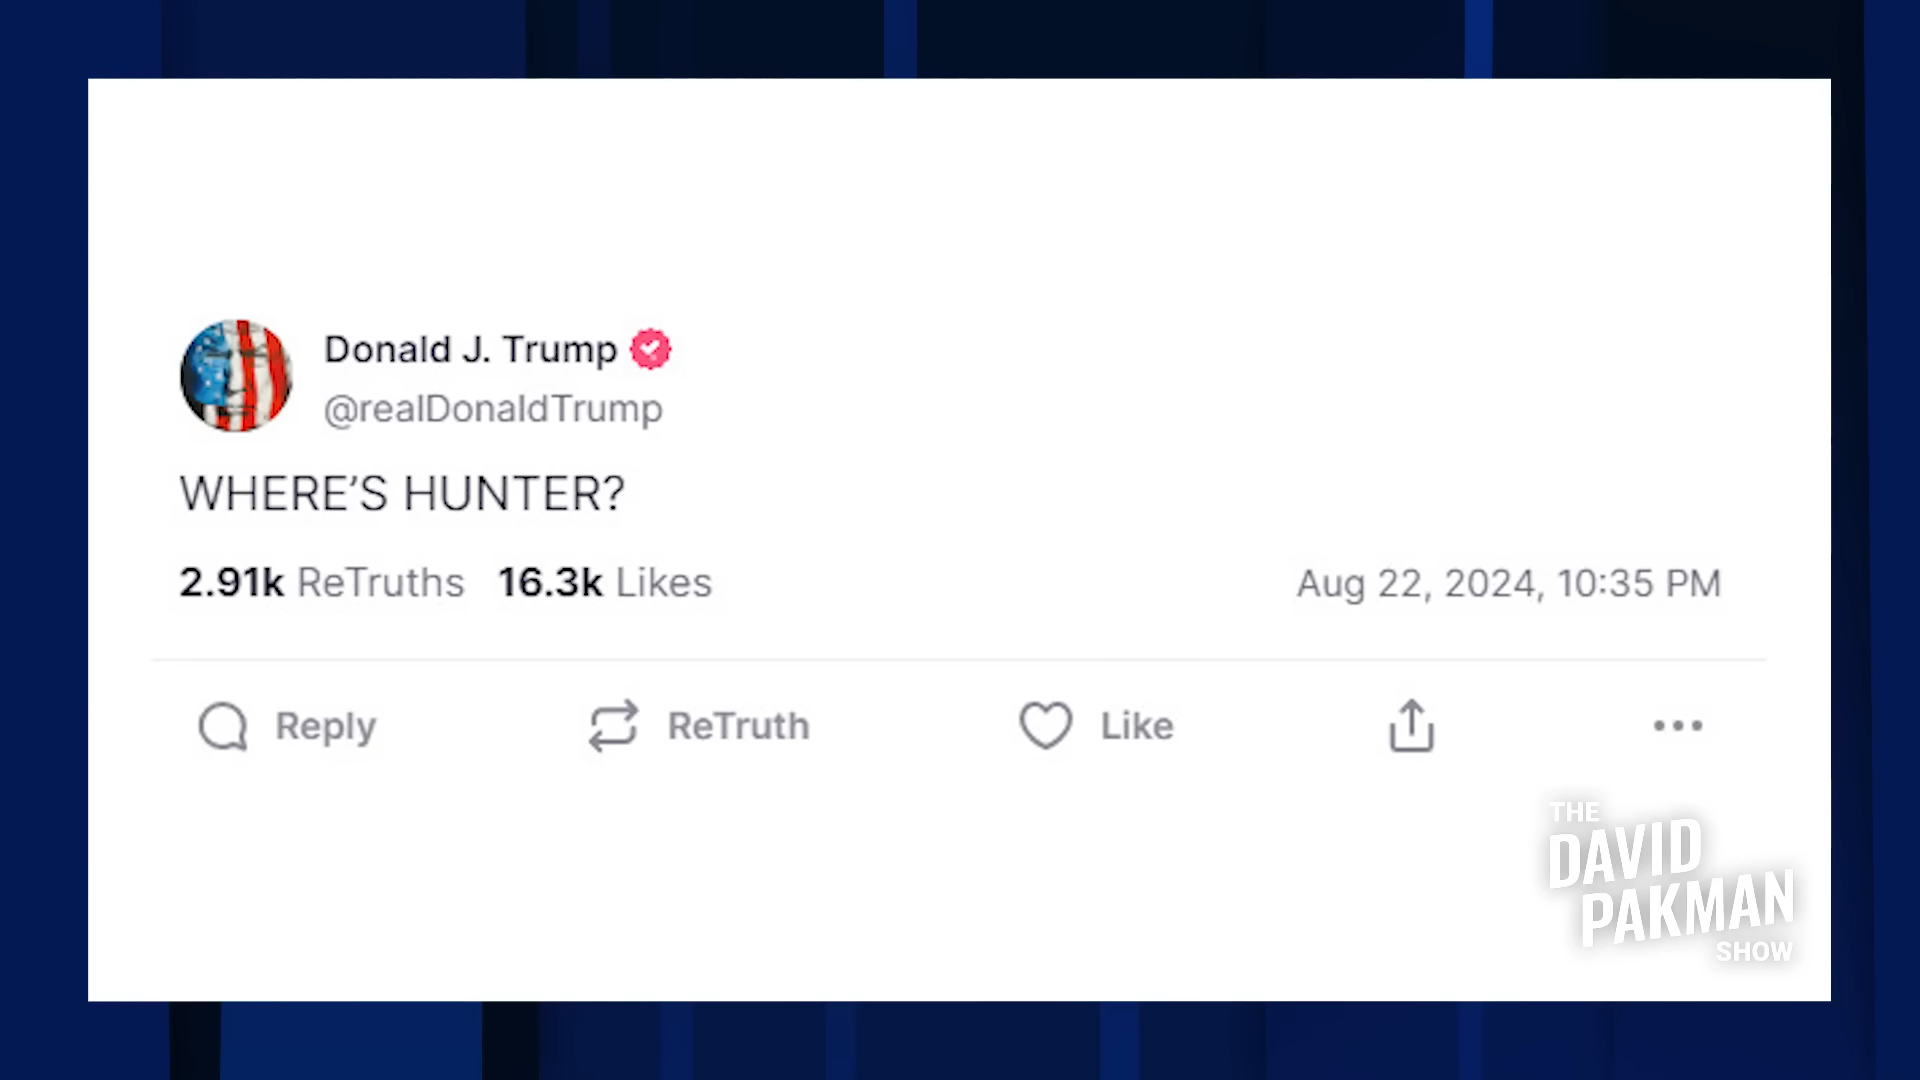 Donald J. Trump
@realDonaldTrump
WHERE’S HUNTER?
2.91k ReTruths 16.3k Likes Aug 22, 2024, 10:35 PM
Reply ReTruth Like
THE
DAVID
PAKMAN
SHOW